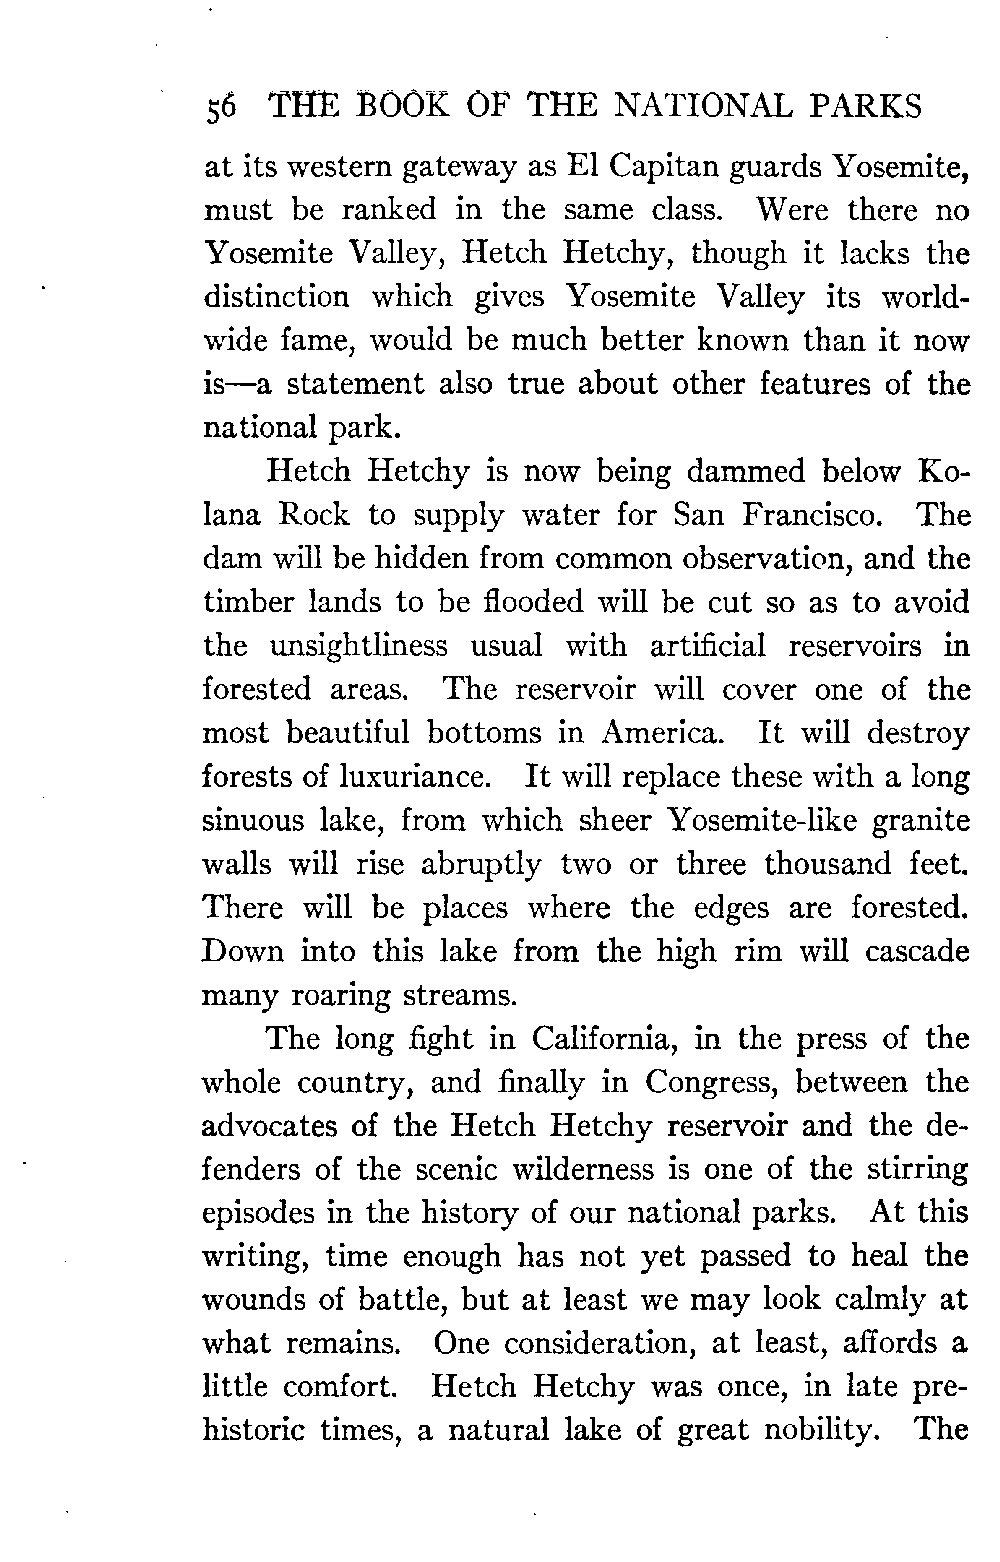 56 THE BOOK OF THE NATIONAL PARKS
at its western gateway as El Capitan guards Yosemite,
must be ranked in the same class. Were there no
Yosemite Valley, Hetch Hetchy, though it lacks the
distinction which gives Yosemite Valley its world-
wide fame, would be much better known than it now
is—a statement also true about other features of the
national park.
Hetch Hetchy is now being dammed below Ko-
lana Rock to supply water for San Francisco. The
dam will be hidden from common observation, and the
timber lands to be flooded will be cut so as to avoid
the unsightliness usual with artificial reservoirs in
forested areas. The reservoir will cover one of the
most beautiful bottoms in America. It will destroy
forests of luxuriance. It will replace these with a long
sinuous lake, from which sheer Yosemite-like granite
walls will rise abruptly two or three thousand feet.
There will be places where the edges are forested.
Down into this lake from the high rim will cascade
many roaring streams.
The long fight in California, in the press of the
whole country, and finally in Congress, between the
advocates of the Hetch Hetchy reservoir and the de-
fenders of the scenic wilderness is one of the stirring
episodes in the history of our national parks. At this
writing, time enough has not yet passed to heal the
wounds of battle, but at least we may look calmly at
what remains. One consideration, at least, affords a
little comfort. Hetch Hetchy was once, in late pre-
historic times, a natural lake of great nobility. The